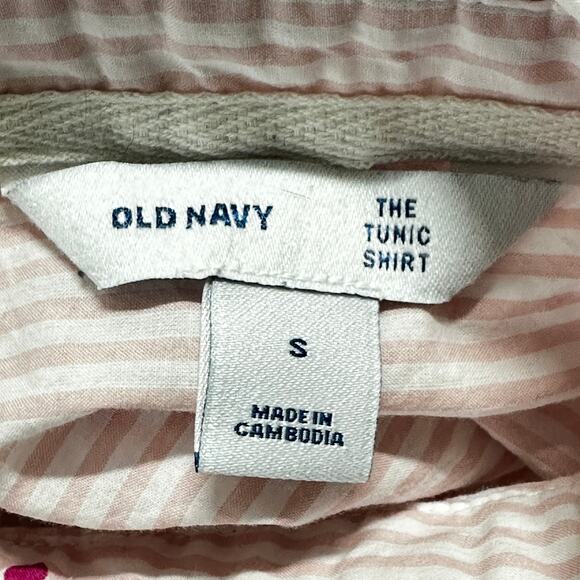 OLD NAVY
THE
TUNIC
SHIRT
S
MADE IN
CAMBODIA